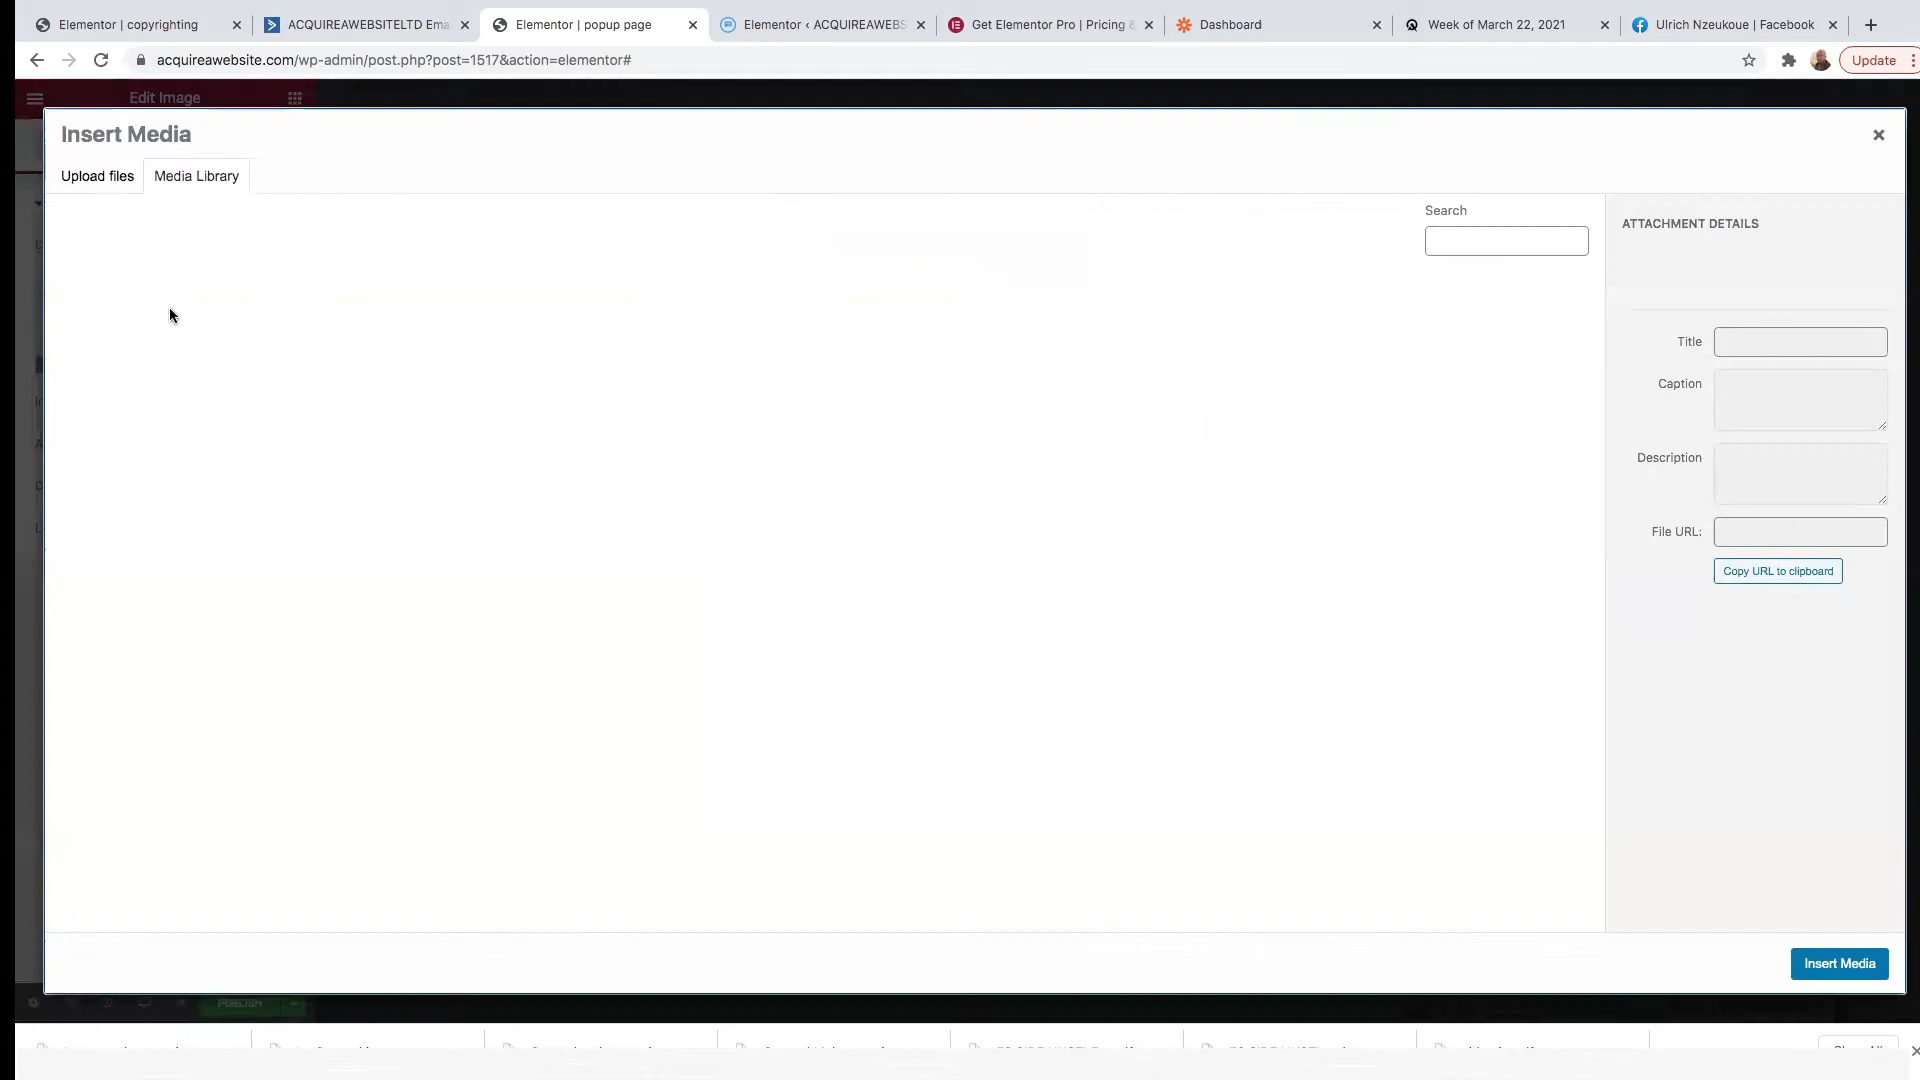 Elementor | copyrighting
ACQUIREAWEBSITELTD Ema
Elementor | popup page
Elementor ‹ ACQUIREAWEBS
Get Elementor Pro | Pricing &
Dashboard
Week of March 22, 2021
Ulrich Nzeukoue | Facebook
acquireawebsite.com/wp-admin/post.php?post=1517&action=elementor#
Update
Edit Image
Insert Media
Upload files
Media Library
Search
ATTACHMENT DETAILS
Title
Caption
Description
File URL:
Copy URL to clipboard
Insert Media
PUBLISH